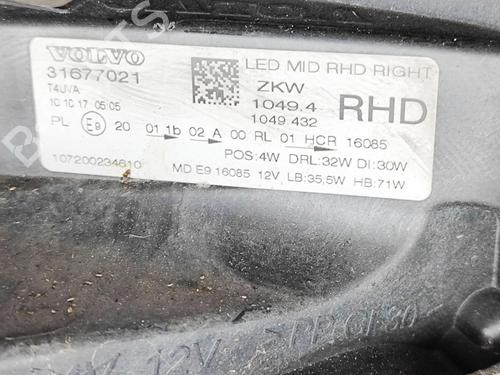 VOLVO
31677021
T4UVA
10.10.17 05:05
LED MID RHD RIGHT
ZKW
1049.4
1049.432
RHD
PL E9 20 01 1b 02 A 00 RL 01 HCR 16085
POS:4W DRL:32W DI:30W
107200234610
MD E9 16085 12V LB:35,5W HB:71W
12V